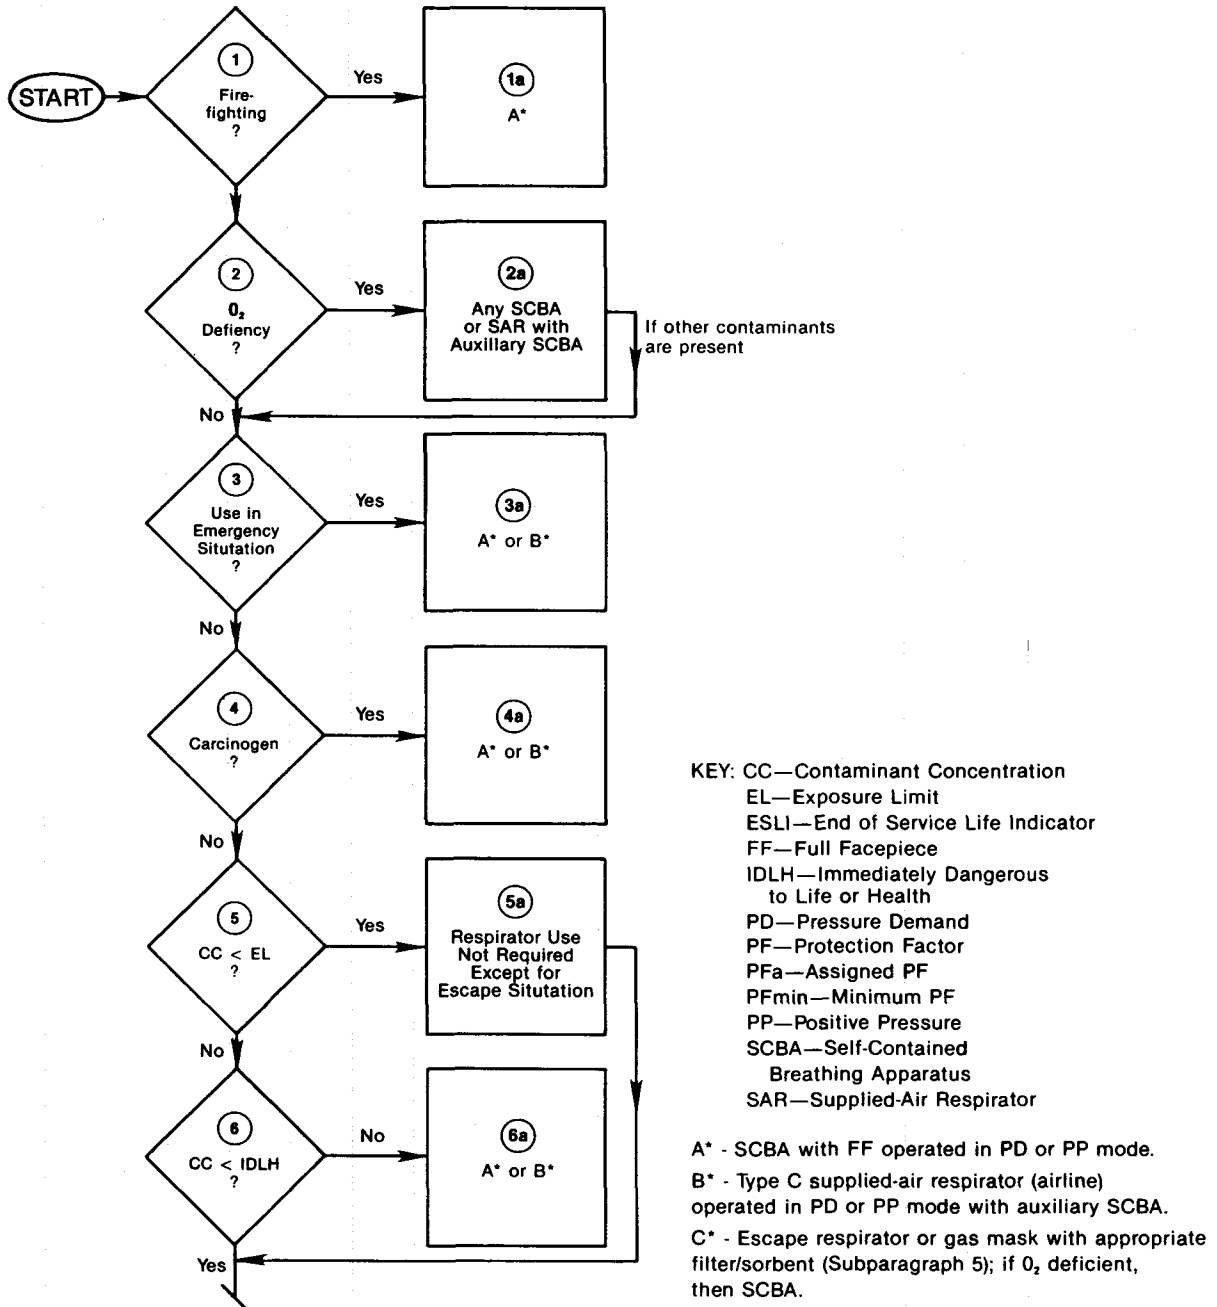 START
1
Fire-
fighting
?
Yes
1a
A*
2
O₂
Defiency
?
Yes
2a
Any SCBA
or SAR with
Auxillary SCBA
If other contaminants
are present
No
3
Use in
Emergency
Situtation
?
Yes
3a
A* or B*
No
4
Carcinogen
?
Yes
4a
A* or B*
No
5
CC < EL
?
Yes
5a
Respirator Use
Not Required
Except for
Escape Situtation
No
6
CC < IDLH
?
No
6a
A* or B*
Yes
KEY: CC—Contaminant Concentration
EL—Exposure Limit
ESLI—End of Service Life Indicator
FF—Full Facepiece
IDLH—Immediately Dangerous
to Life or Health
PD—Pressure Demand
PF—Protection Factor
PFa—Assigned PF
PFmin—Minimum PF
PP—Positive Pressure
SCBA—Self-Contained
Breathing Apparatus
SAR—Supplied-Air Respirator
A* - SCBA with FF operated in PD or PP mode.
B* - Type C supplied-air respirator (airline)
operated in PD or PP mode with auxiliary SCBA.
C* - Escape respirator or gas mask with appropriate
filter/sorbent (Subparagraph 5); if O₂ deficient,
then SCBA.